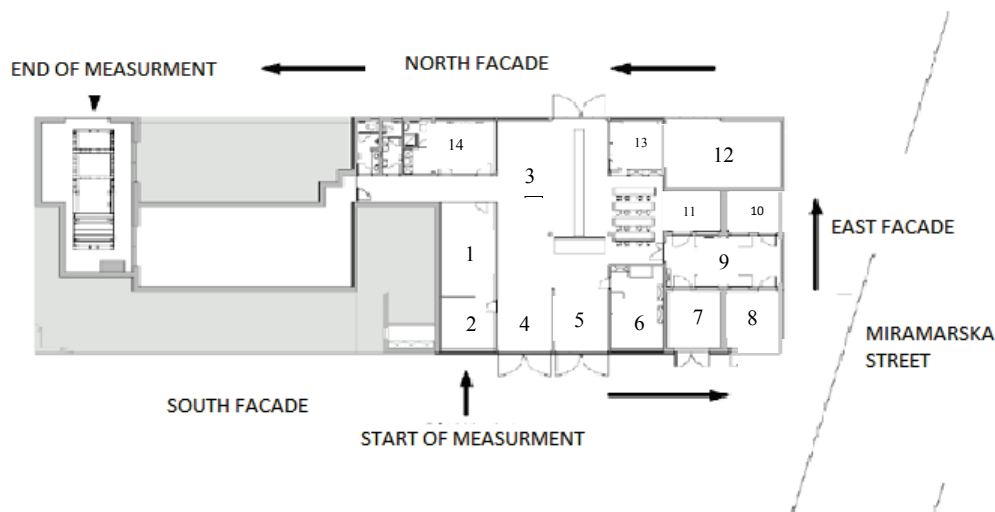 NORTH FACADE
END OF MEASURMENT
14
13
12
3
11
10
EAST FACADE
1
9
2
4
5
6
7
8
MIRAMARSKA
STREET
SOUTH FACADE
START OF MEASURMENT